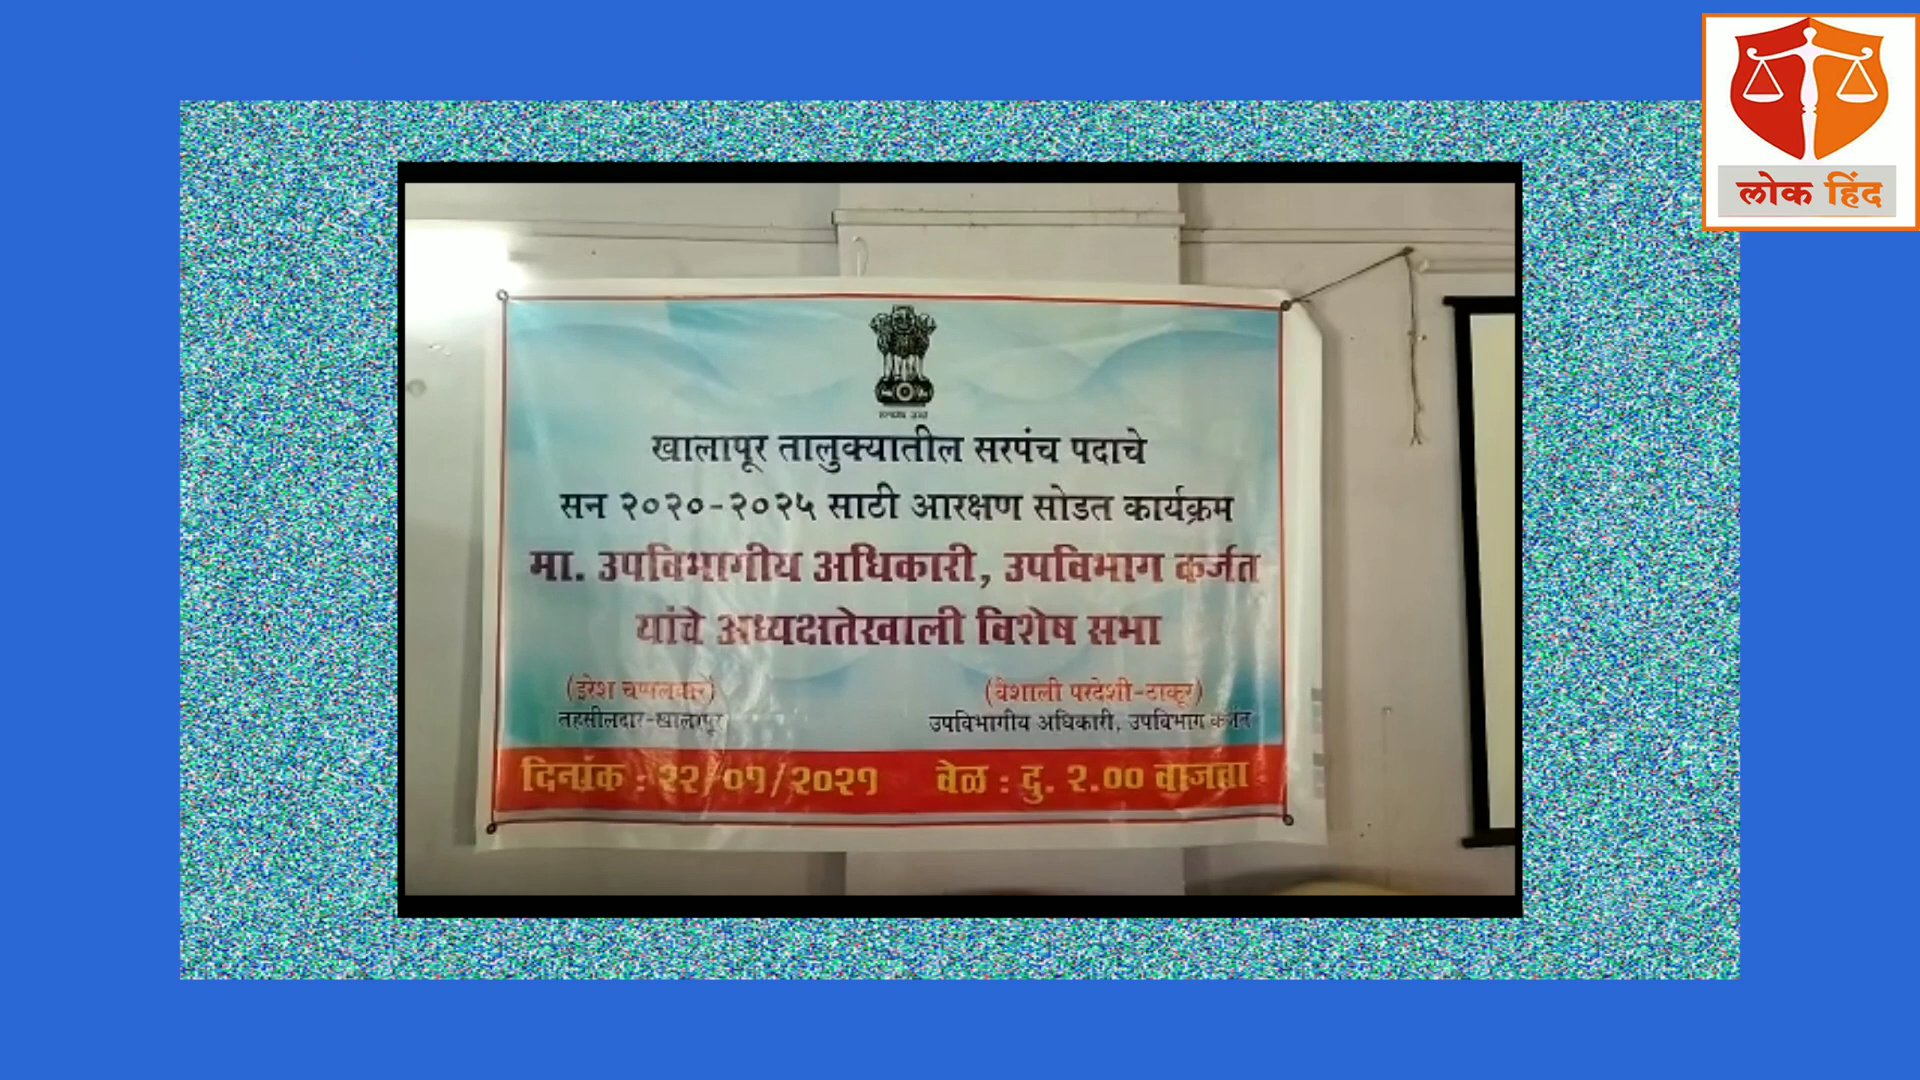 लोक हिंद
खालापूर तालुक्यातील सरपंच पदाचे
सन २०२०-२०२५ साठी आरक्षण सोडत कार्यक्रम
मा. उपविभागीय अधिकारी, उपविभाग कर्जत
यांचे अध्यक्षतेखाली विशेष सभा
(इरेश चप्पलवार)
तहसीलदार-खालापूर
(वैशाली परदेशी-ठाकूर)
उपविभागीय अधिकारी, उपविभाग कर्जत
दिनांक : २२/०१/२०२१ वेळ : दु. २.०० वाजता